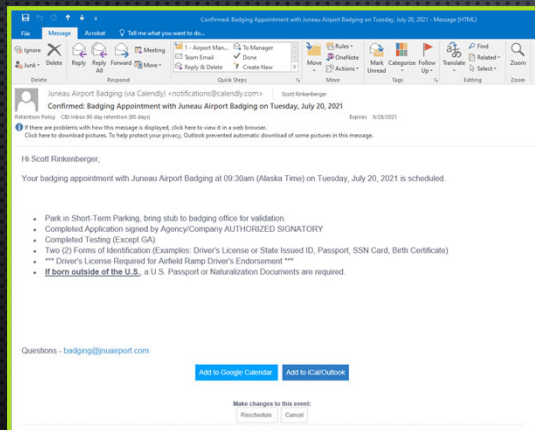 Confirmed: Badging Appointment with Juneau Airport Badging on Tuesday, July 20, 2021 - Message (HTML)
File Message Acrobat Tell me what you want to do...
Ignore
Junk
Delete
Reply
Reply All
Forward
Meeting
More
1 - Airport Man...
Team Email
Reply & Delete
To Manager
Done
Create New
Move
Rules
OneNote
Actions
Mark Unread
Categorize
Follow Up
Translate
Find
Related
Select
Zoom
Delete Respond Quick Steps Move Tags Editing Zoom
Juneau Airport Badging (via Calendly) <notifications@calendly.com> Scott Rinkenberger
Confirmed: Badging Appointment with Juneau Airport Badging on Tuesday, July 20, 2021
Retention Policy CBJ Inbox 90 day retention (90 days) Expires 9/28/2021
If there are problems with how this message is displayed, click here to view it in a web browser.
Click here to download pictures. To help protect your privacy, Outlook prevented automatic download of some pictures in this message.
Hi Scott Rinkenberger,
Your badging appointment with Juneau Airport Badging at 09:30am (Alaska Time) on Tuesday, July 20, 2021 is scheduled.
• Park in Short-Term Parking, bring stub to badging office for validation.
• Completed Application signed by Agency/Company AUTHORIZED SIGNATORY
• Completed Testing (Except GA)
• Two (2) Forms of Identification (Examples: Driver's License or State Issued ID, Passport, SSN Card, Birth Certificate)
• *** Driver's License Required for Airfield Ramp Driver's Endorsement ***
• If born outside of the U.S., a U.S. Passport or Naturalization Documents are required.
Questions - badging@jnuairport.com
Add to Google Calendar Add to iCal/Outlook
Make changes to this event:
Reschedule Cancel